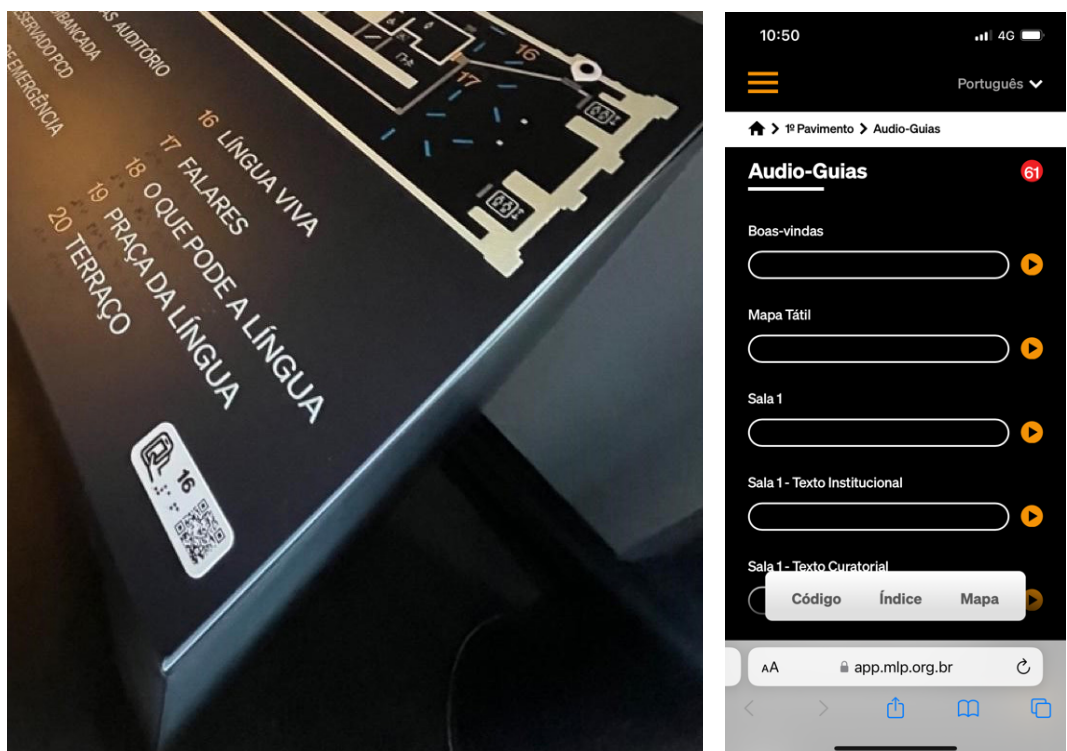 AS AUDITÓRIO
DIBANCADA
SERVADO PCD
DE EMERGÊNCIA
16
17
16 LÍNGUA VIVA
17 FALARES
18 O QUE PODE A LÍNGUA
19 PRAÇA DA LÍNGUA
20 TERRAÇO
16
10:50
4G
Português
1º Pavimento
Audio-Guias
Audio-Guias
61
Boas-vindas
Mapa Tátil
Sala 1
Sala 1 - Texto Institucional
Sala 1 - Texto Curatorial
Código Índice Mapa
AA app.mlp.org.br